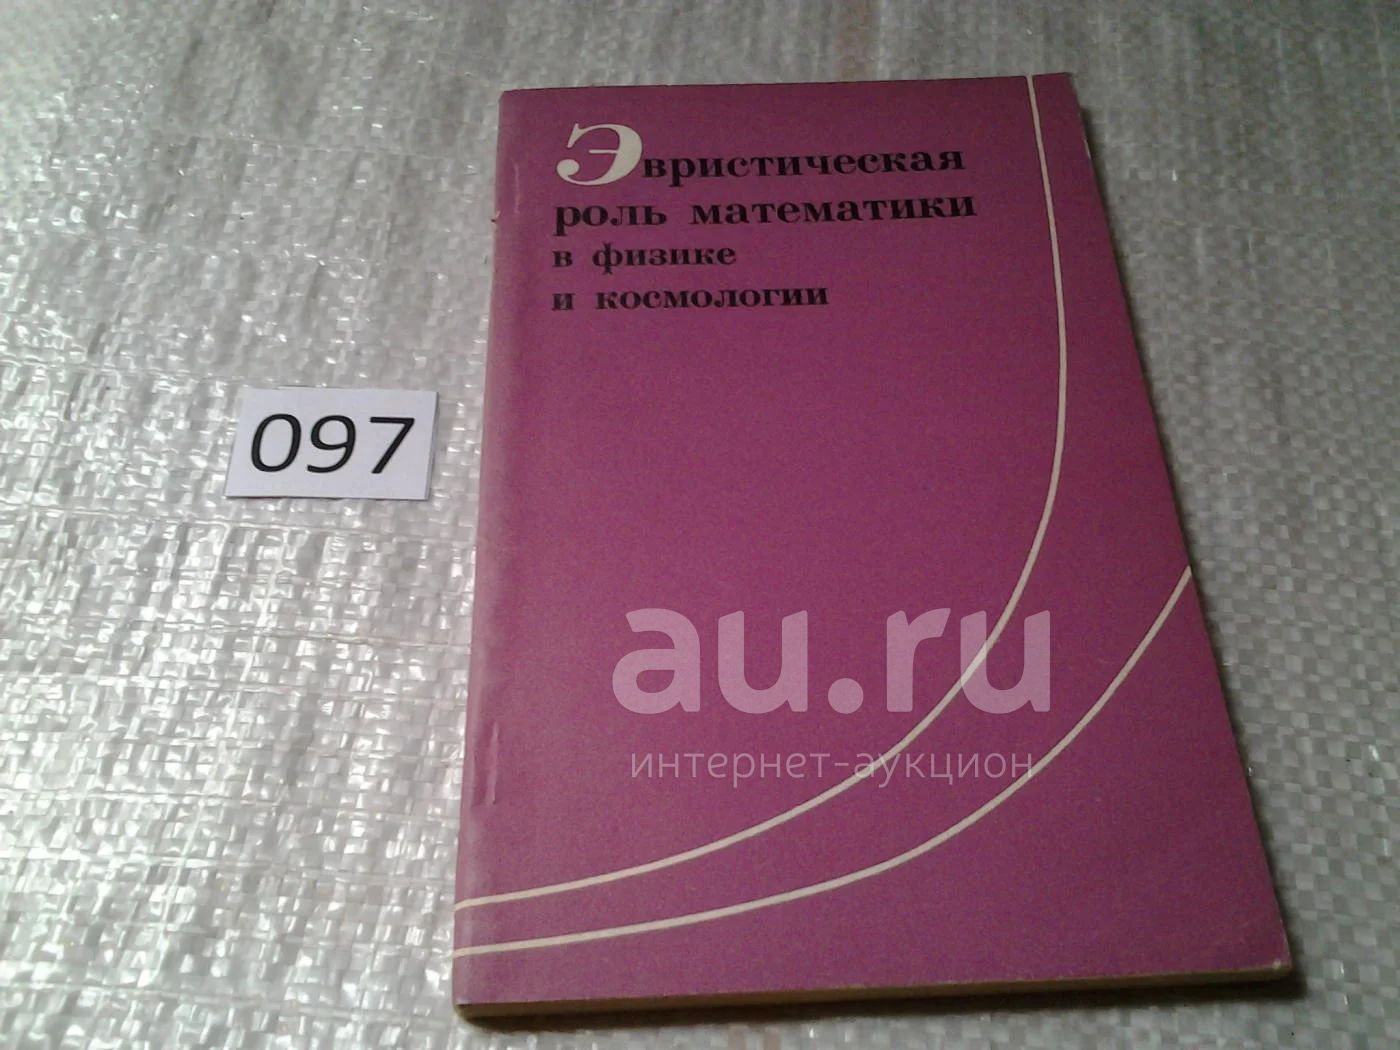 Эвристическая
роль математики
в физике
и космологии
097
au.ru
интернет-аукцион